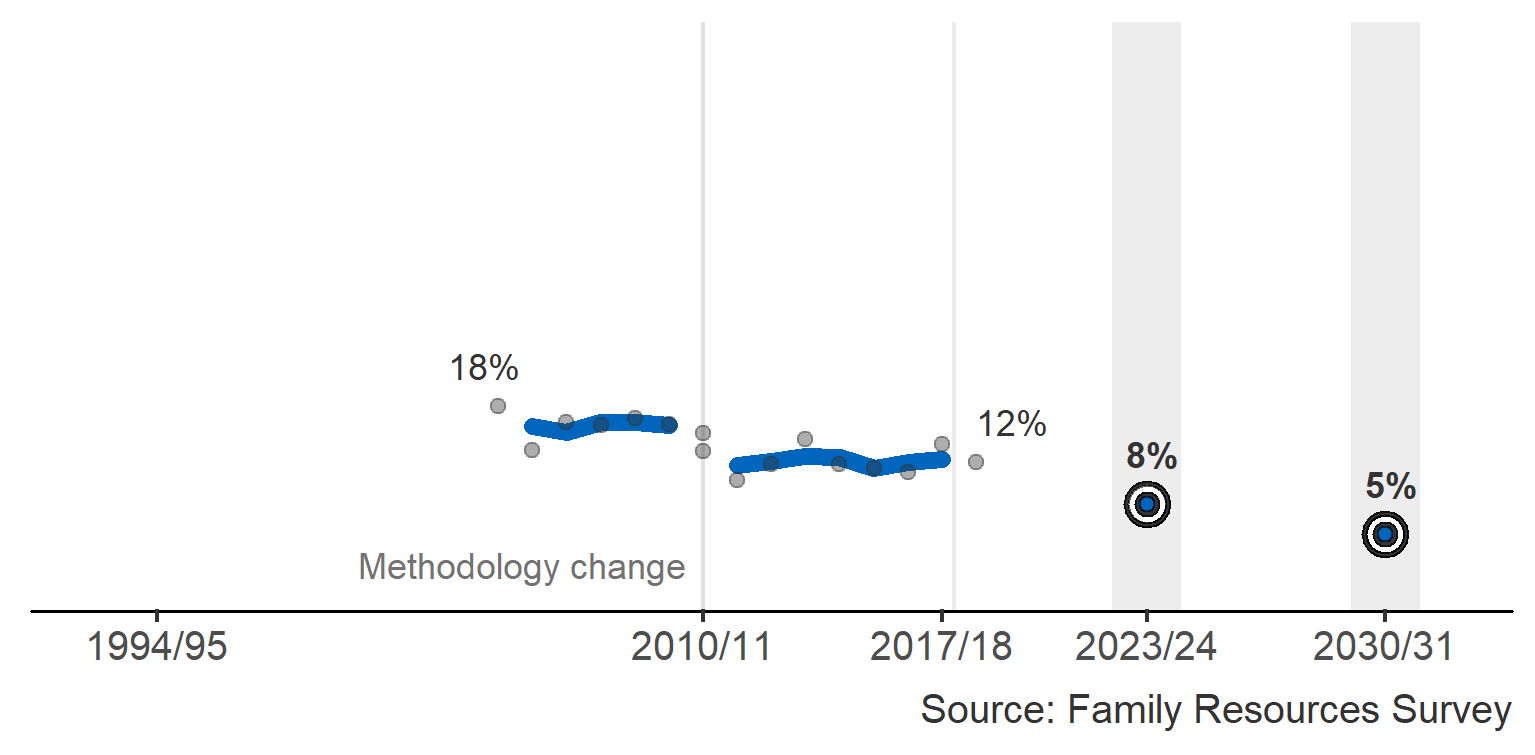 18%
12%
8%
5%
Methodology change
1994/95 2010/11 2017/18 2023/24 2030/31
Source: Family Resources Survey